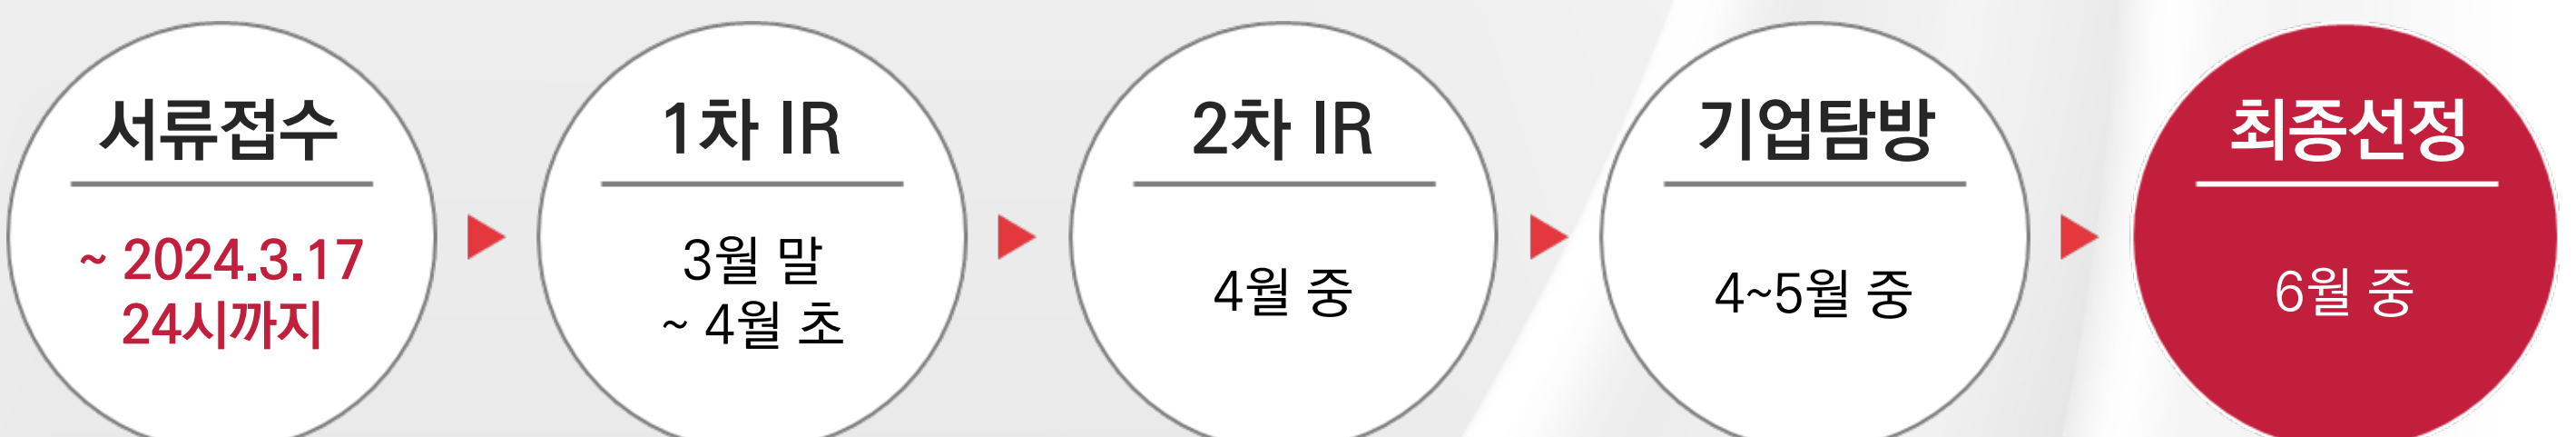 서류접수
~ 2024.3.17
24시까지
1차 IR
3월 말
~ 4월 초
2차 IR
4월 중
기업탐방
4~5월 중
최종선정
6월 중